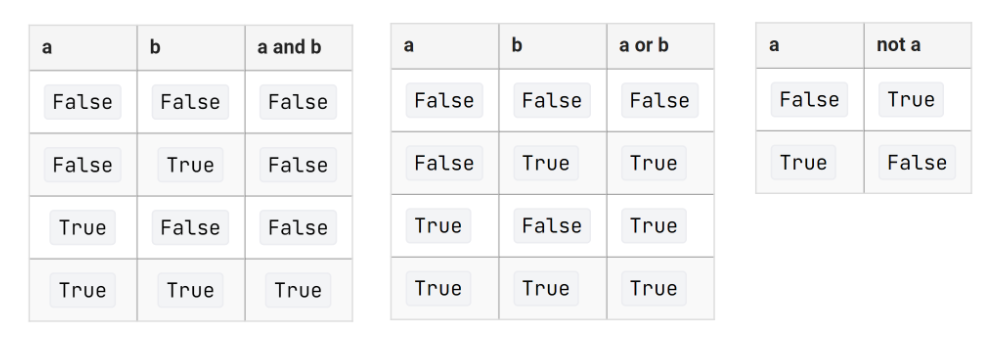 a b a and b
False False False
False True False
True False False
True True True
a b a or b
False False False
False True True
True False True
True True True
a not a
False True
True False